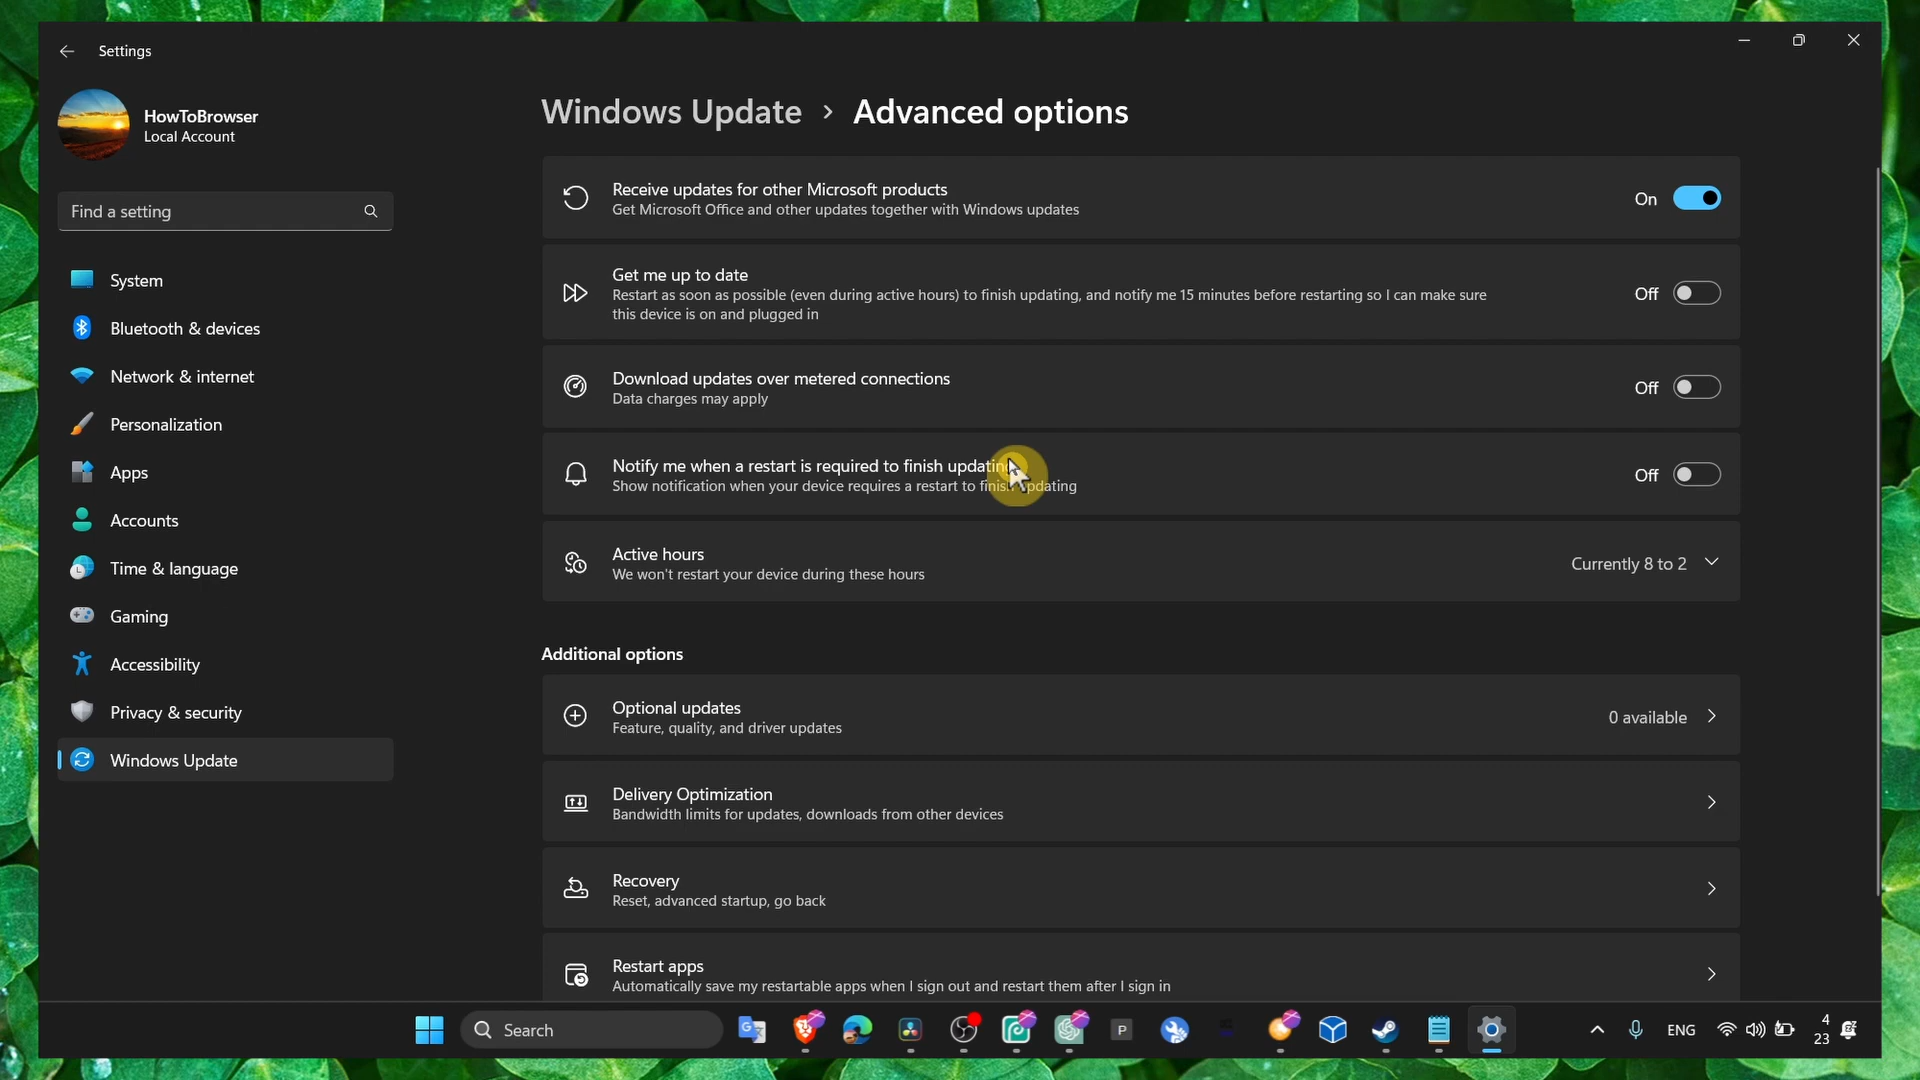 Settings
HowToBrowser
Local Account
Find a setting
System
Bluetooth & devices
Network & internet
Personalization
Apps
Accounts
Time & language
Gaming
Accessibility
Privacy & security
Windows Update
Windows Update > Advanced options
Receive updates for other Microsoft products
Get Microsoft Office and other updates together with Windows updates
On
Get me up to date
Restart as soon as possible (even during active hours) to finish updating, and notify me 15 minutes before restarting so I can make sure
this device is on and plugged in
Off
Download updates over metered connections
Data charges may apply
Off
Notify me when a restart is required to finish updating
Show notification when your device requires a restart to finish updating
Off
Active hours
We won't restart your device during these hours
Currently 8 to 2
Additional options
Optional updates
Feature, quality, and driver updates
0 available
Delivery Optimization
Bandwidth limits for updates, downloads from other devices
Recovery
Reset, advanced startup, go back
Restart apps
Automatically save my restartable apps when I sign out and restart them after I sign in
Search
P
ENG
4
23